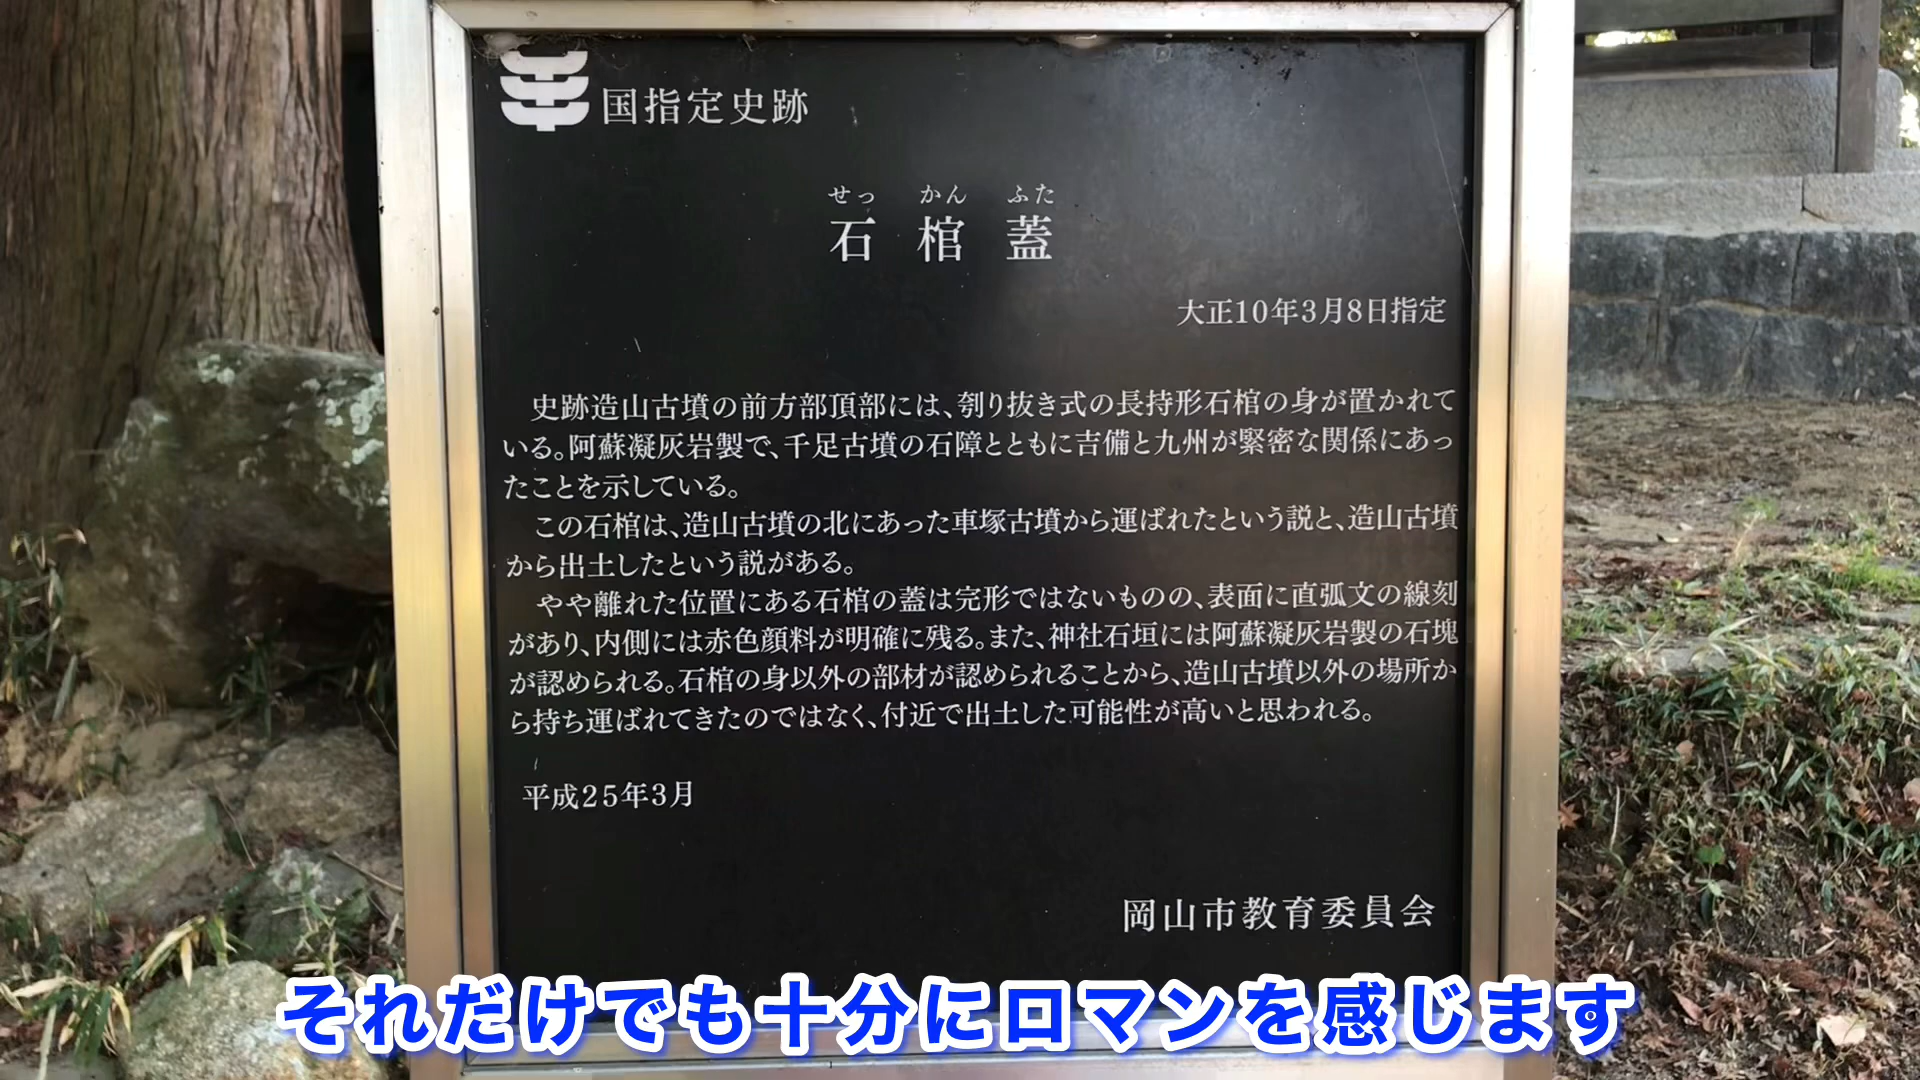 国指定史跡
せっ かん ふた
石棺蓋
大正10年3月8日指定
史跡造山古墳の前方部頂部には、刳り抜き式の長持形石棺の身が置かれて
いる。阿蘇凝灰岩製で、千足古墳の石障とともに吉備と九州が緊密な関係にあっ
たことを示している。
この石棺は、造山古墳の北にあった車塚古墳から運ばれたという説と、造山古墳
から出土したという説がある。
やや離れた位置にある石棺の蓋は完形ではないものの、表面に直弧文の線刻
があり、内側には赤色顔料が明確に残る。また、神社石垣には阿蘇凝灰岩製の石塊
が認められる。石棺の身以外の部材が認められることから、造山古墳以外の場所か
ら持ち運ばれてきたのではなく、付近で出土した可能性が高いと思われる。
平成25年3月
岡山市教育委員会
それだけでも十分にロマンを感じます